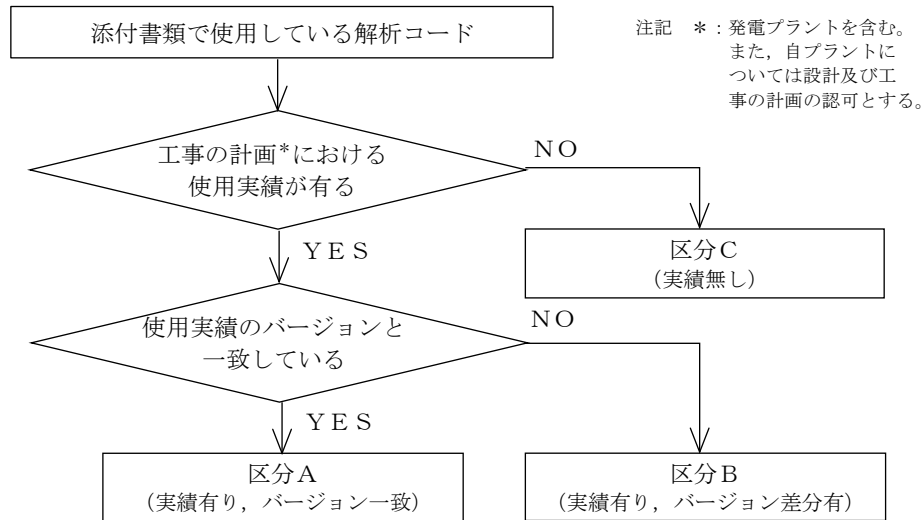 添付書類で使用している解析コード
注記　＊：発電プラントを含む。
また，自プラントに
ついては設計及び工
事の計画の認可とする。
工事の計画*における
使用実績が有る
ＮＯ
ＹＥＳ
区分Ｃ
（実績無し）
使用実績のバージョンと
一致している
ＮＯ
ＹＥＳ
区分Ａ
（実績有り，バージョン一致）
区分Ｂ
（実績有り，バージョン差分有）